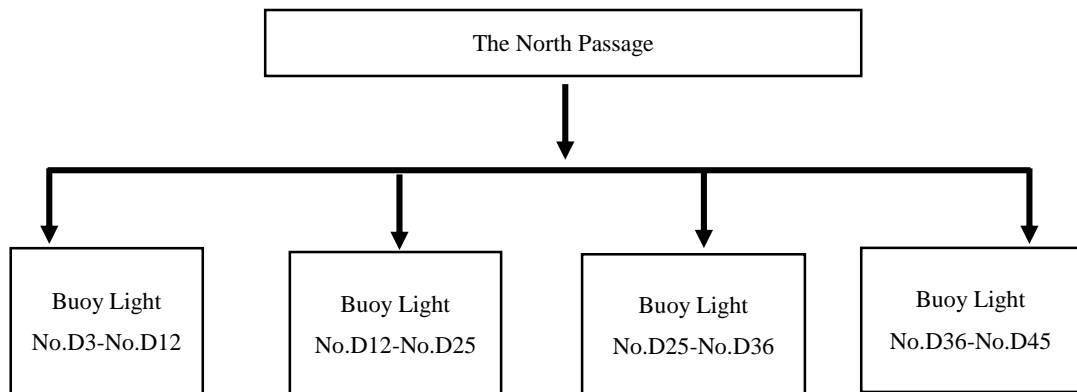 The North Passage
Buoy Light
No.D3-No.D12
Buoy Light
No.D12-No.D25
Buoy Light
No.D25-No.D36
Buoy Light
No.D36-No.D45